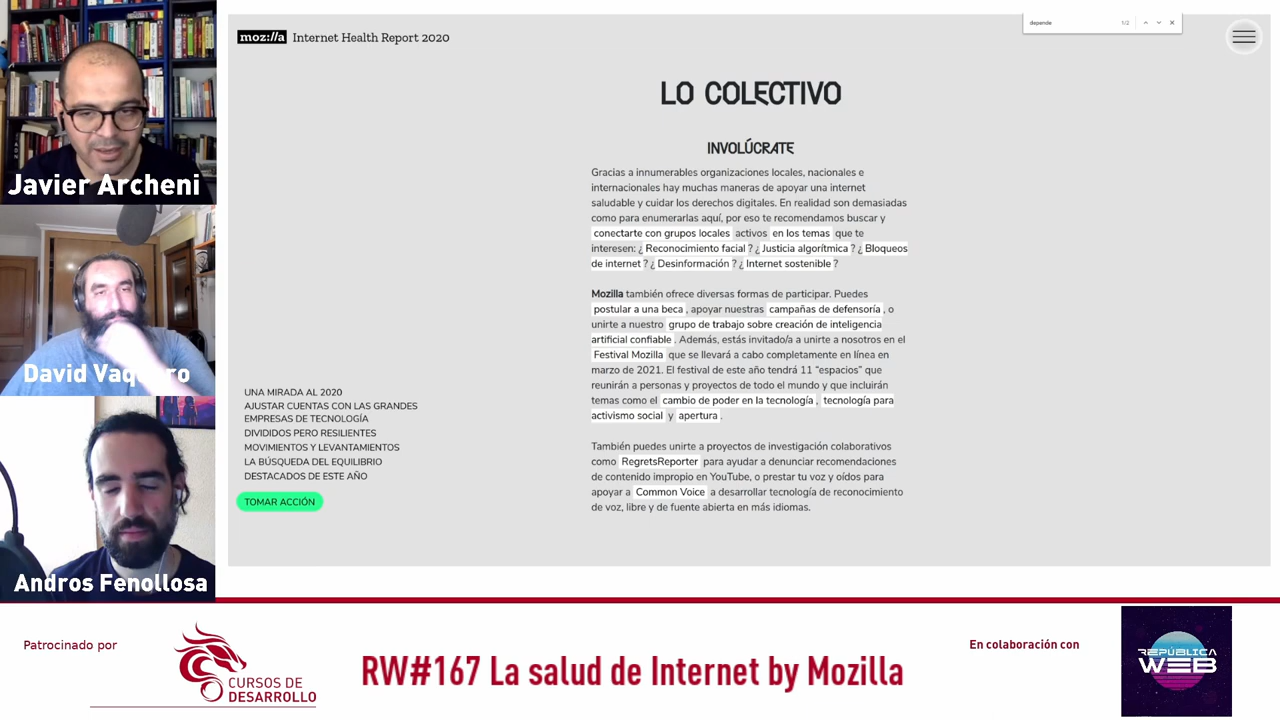 Javier Archeni
David Vaquero
Andros Fenollosa
moz://a Internet Health Report 2020
depende 1/2
LO COLECTIVO
INVOLÚCRATE
Gracias a innumerables organizaciones locales, nacionales e
internacionales hay muchas maneras de apoyar una internet
saludable y cuidar los derechos digitales. En realidad son demasiadas
como para enumerarlas aquí, por eso te recomendamos buscar y
conectarte con grupos locales activos en los temas que te
interesen: ¿ Reconocimiento facial ? ¿ Justicia algorítmica ? ¿ Bloqueos
de internet ? ¿ Desinformación ? ¿ Internet sostenible ?
Mozilla también ofrece diversas formas de participar. Puedes
postular a una beca , apoyar nuestras campañas de defensoría , o
unirte a nuestro grupo de trabajo sobre creación de inteligencia
artificial confiable . Además, estás invitado/a a unirte a nosotros en el
Festival Mozilla que se llevará a cabo completamente en línea en
marzo de 2021. El festival de este año tendrá 11 “espacios” que
reunirán a personas y proyectos de todo el mundo y que incluirán
temas como el cambio de poder en la tecnología , tecnología para
activismo social y apertura .
También puedes unirte a proyectos de investigación colaborativos
como RegretsReporter para ayudar a denunciar recomendaciones
de contenido impropio en YouTube, o prestar tu voz y oídos para
apoyar a Common Voice a desarrollar tecnología de reconocimiento
de voz, libre y de fuente abierta en más idiomas.
UNA MIRADA AL 2020
AJUSTAR CUENTAS CON LAS GRANDES
EMPRESAS DE TECNOLOGÍA
DIVIDIDOS PERO RESILIENTES
MOVIMIENTOS Y LEVANTAMIENTOS
LA BÚSQUEDA DEL EQUILIBRIO
DESTACADOS DE ESTE AÑO
TOMAR ACCIÓN
Patrocinado por
CURSOS DE
DESARROLLO
RW#167 La salud de Internet by Mozilla
En colaboración con
REPÚBLICA
WEB